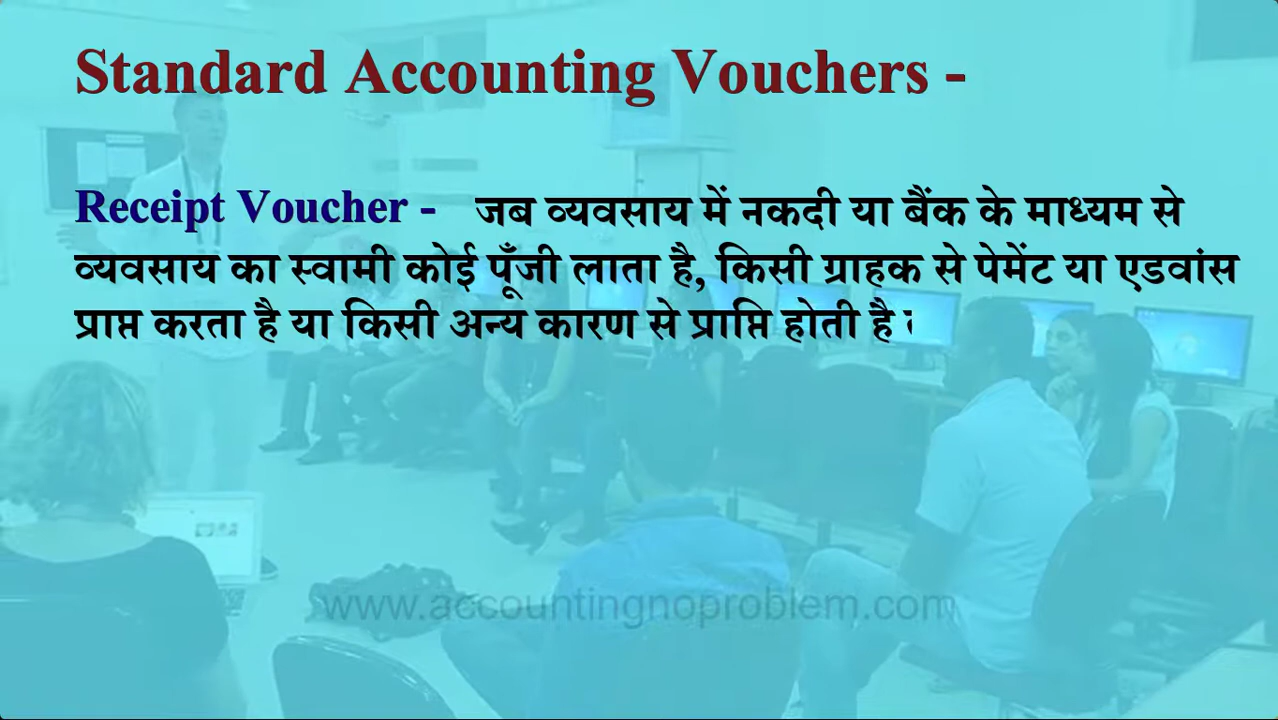 Standard Accounting Vouchers -
Receipt Voucher - जब व्यवसाय में नकदी या बैंक के माध्यम से
व्यवसाय का स्वामी कोई पूँजी लाता है, किसी ग्राहक से पेमेंट या एडवांस
प्राप्त करता है या किसी अन्य कारण से प्राप्ति होती है
www.accountingnoproblem.com